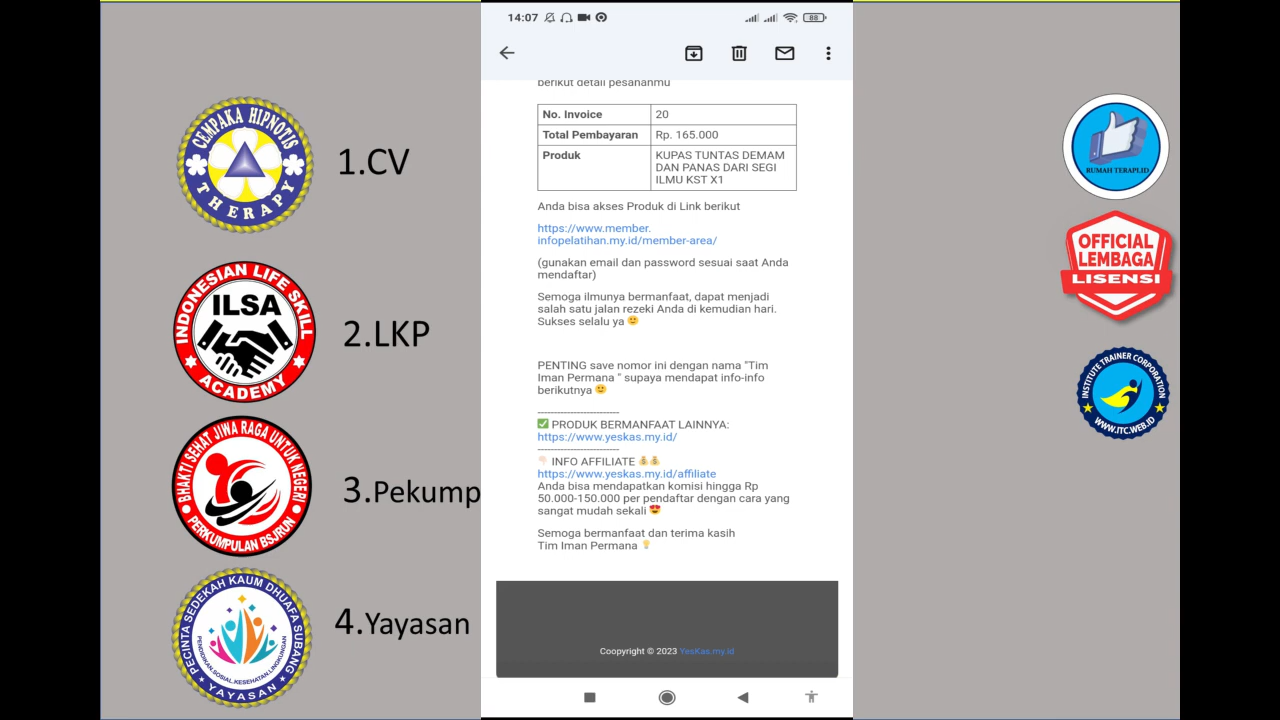 CEMPAKA HIPNOTIS
THERAPY
1.CV
INDONESIAN LIFE SKILL
ILSA
ACADEMY
2.LKP
BHAKTI SEHAT JIWA RAGA UNTUK NEGERI
PERKUMPULAN BSJRUN
3.Pekump
PECINTA SEDEKAH KAUM DHUAFA SUBANG
PENDIDIKAN,SOSIAL,KESEHATAN,LINGKUNGAN
YAYASAN
4.Yayasan
14:07
88
berikut detail pesananmu
No. Invoice 20
Total Pembayaran Rp. 165.000
Produk KUPAS TUNTAS DEMAM
DAN PANAS DARI SEGI
ILMU KST X1
Anda bisa akses Produk di Link berikut
https://www.member.
infopelatihan.my.id/member-area/
(gunakan email dan password sesuai saat Anda
mendaftar)
Semoga ilmunya bermanfaat, dapat menjadi
salah satu jalan rezeki Anda di kemudian hari.
Sukses selalu ya 🙂
PENTING save nomor ini dengan nama "Tim
Iman Permana " supaya mendapat info-info
berikutnya 🙂
-------------------------
✅ PRODUK BERMANFAAT LAINNYA:
https://www.yeskas.my.id/
-------------------------
👇🏻 INFO AFFILIATE 💰💰
https://www.yeskas.my.id/affiliate
Anda bisa mendapatkan komisi hingga Rp
50.000-150.000 per pendaftar dengan cara yang
sangat mudah sekali 😍
Semoga bermanfaat dan terima kasih
Tim Iman Permana 💡
Coopyright © 2023 YesKas.my.id
RUMAH TERAPI.ID
OFFICIAL
LEMBAGA
LISENSI
INSTITUTE TRAINER CORPORATION
WWW.ITC.WEB.ID